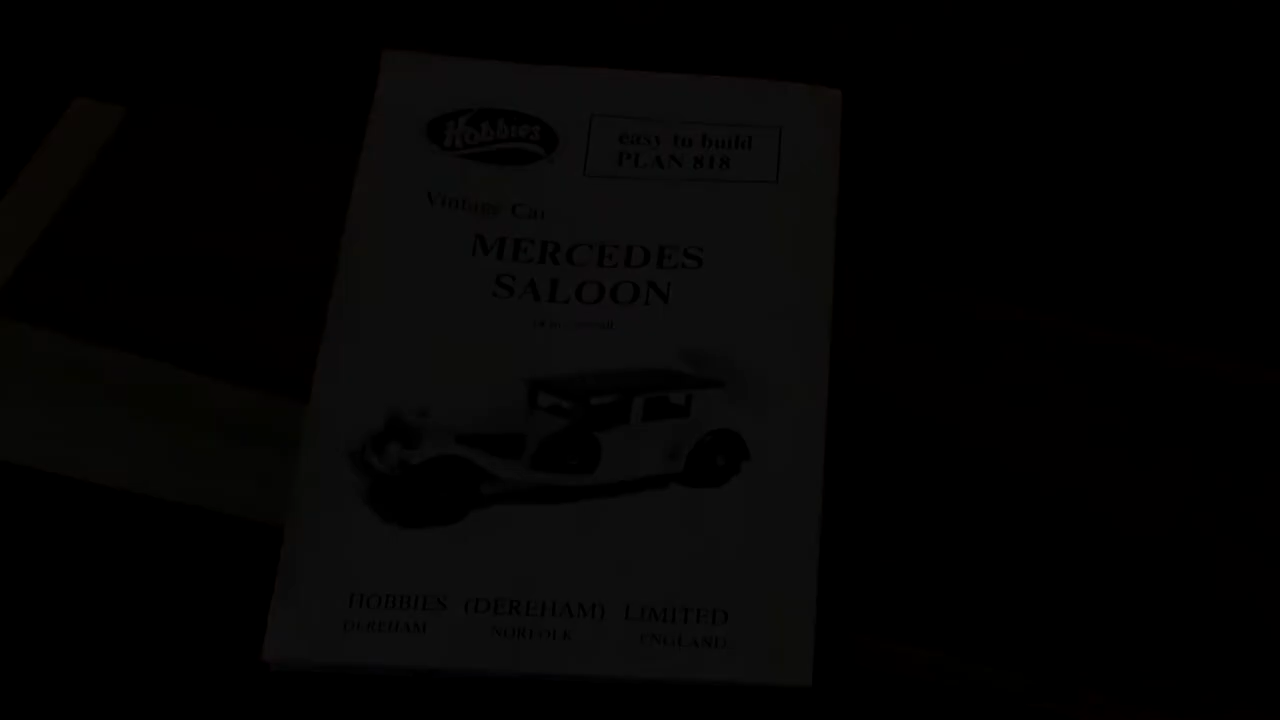 Hobbies
easy to build
PLAN 818
Vintage Car
MERCEDES
SALOON
HOBBIES (DEREHAM) LIMITED
DEREHAM NORFOLK ENGLAND